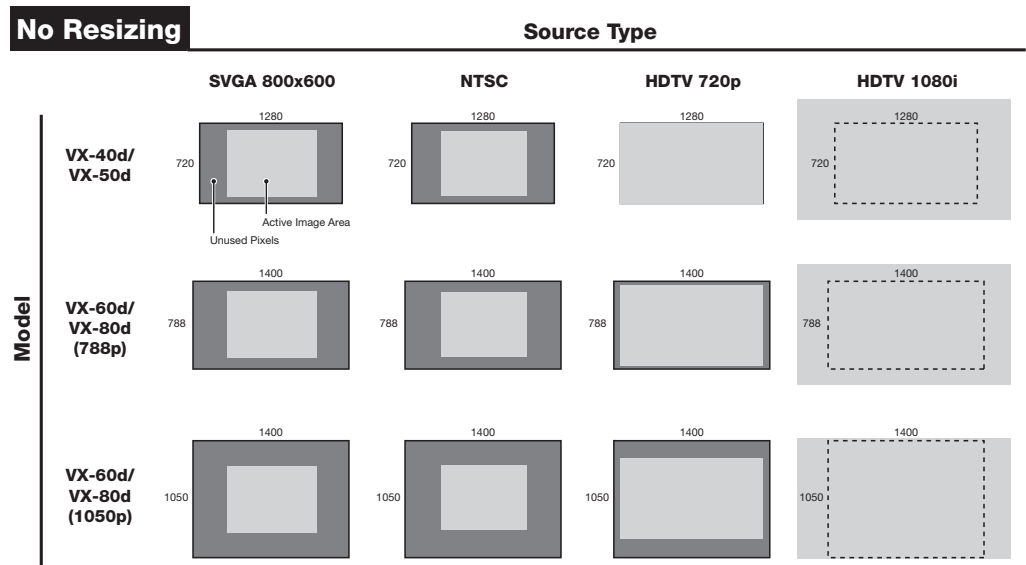 No Resizing
Source Type
SVGA 800x600
NTSC
HDTV 720p
HDTV 1080i
Model
VX-40d/
VX-50d
1280
720
Active Image Area
Unused Pixels
1280
720
1280
720
1280
720
VX-60d/
VX-80d
(788p)
1400
788
1400
788
1400
788
1400
788
VX-60d/
VX-80d
(1050p)
1400
1050
1400
1050
1400
1050
1400
1050